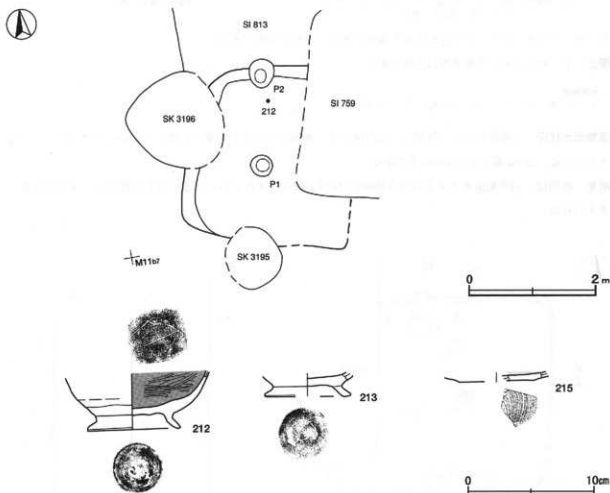 SI 813
P2
212
SK 3196
SI 759
P1
SK 3195
M11b7
0 2 m
212
213
215
0 10cm